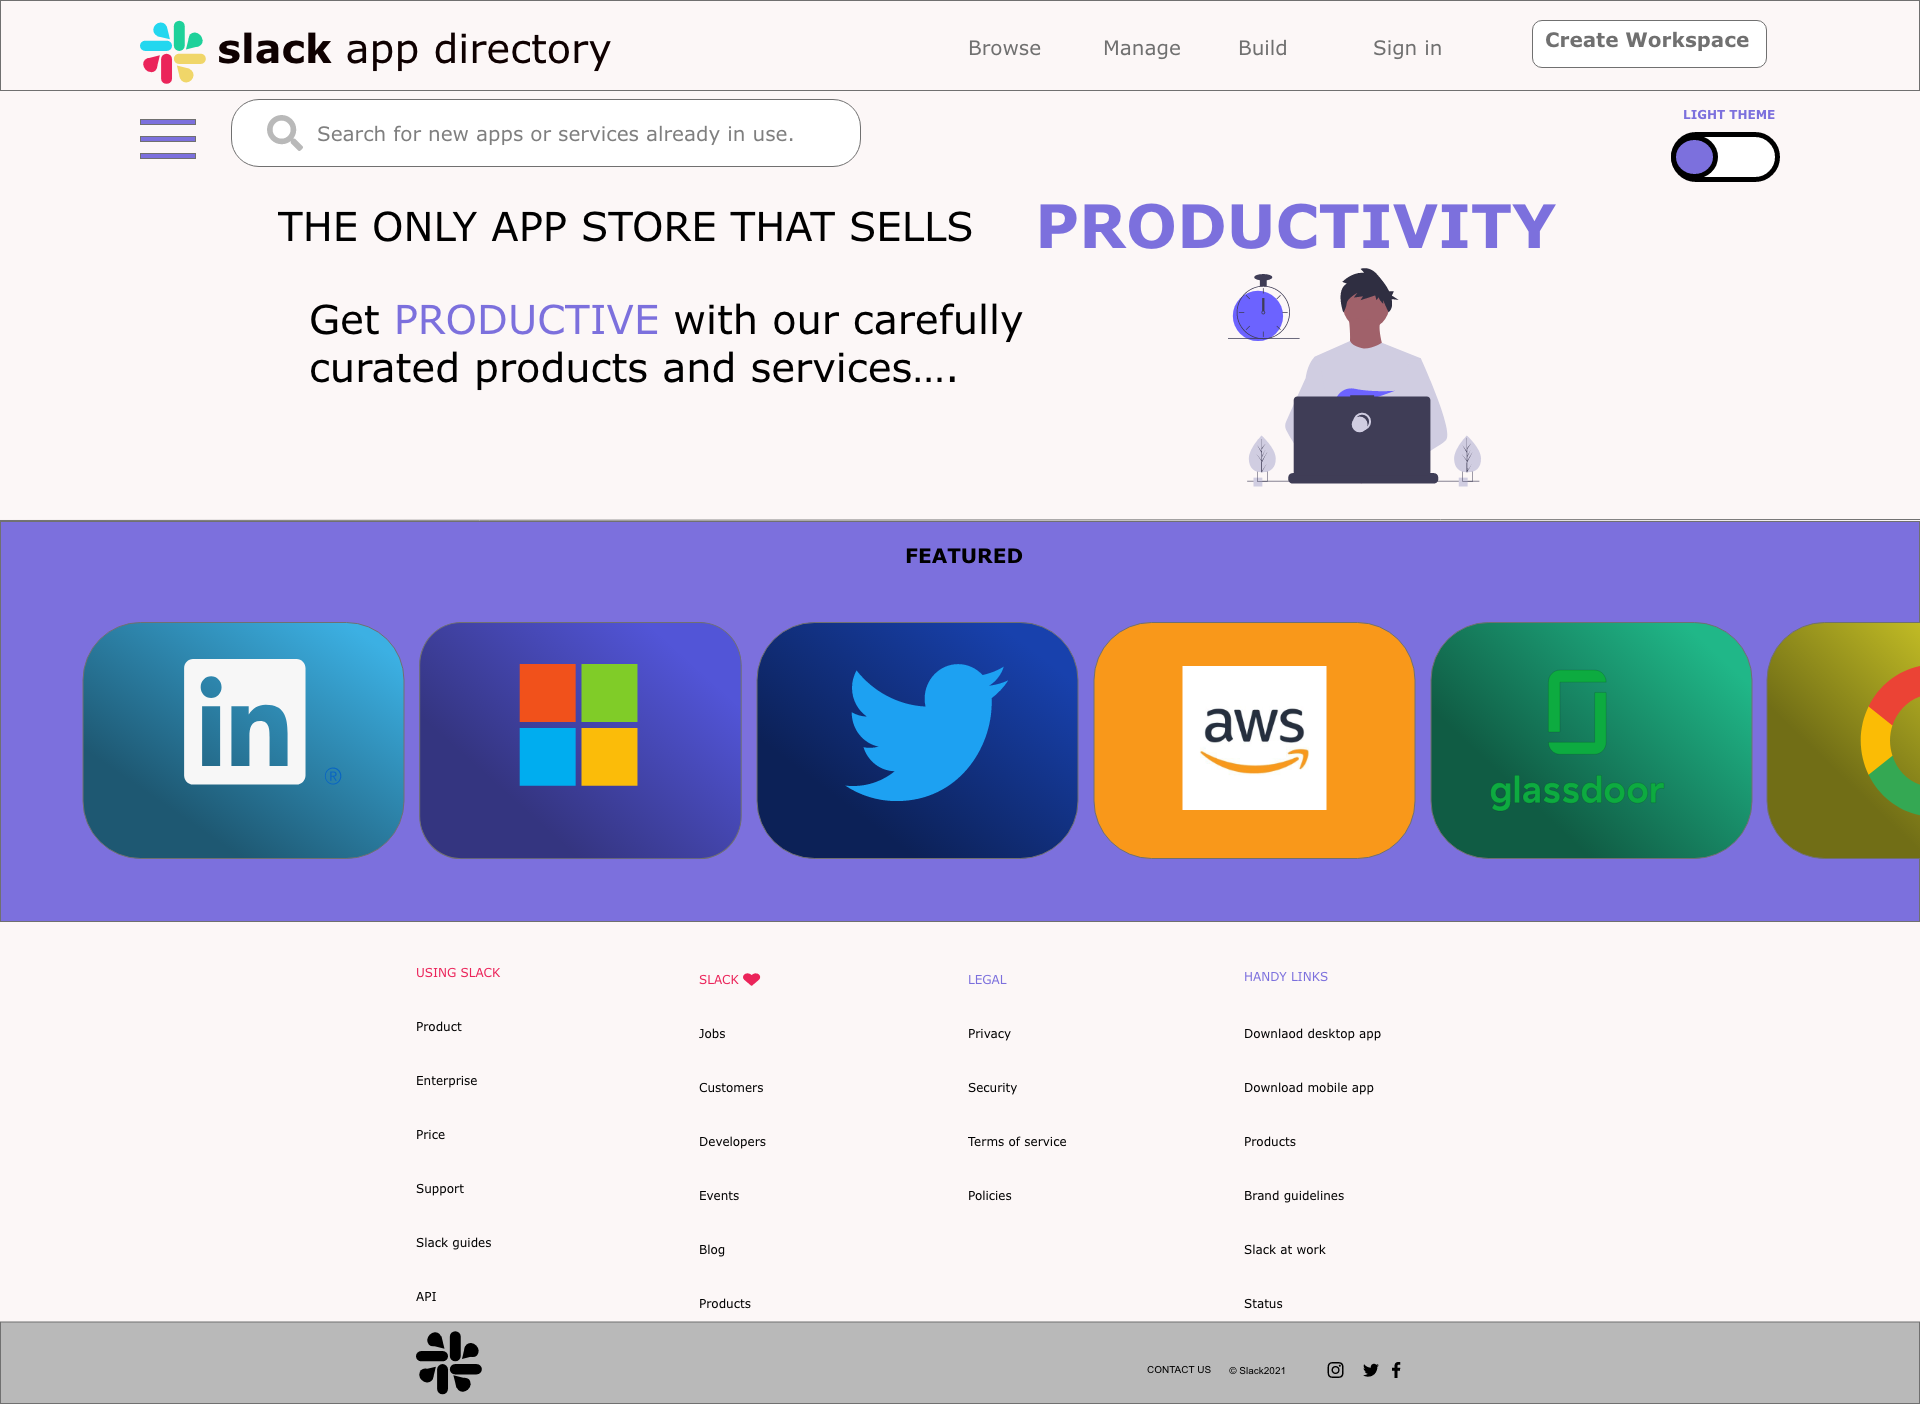 slack app directory
Browse
Manage
Build
Sign in
Create Workspace
Search for new apps or services already in use.
LIGHT THEME
THE ONLY APP STORE THAT SELLS
PRODUCTIVITY
Get PRODUCTIVE with our carefully
curated products and services....
FEATURED
in
®
aws
glassdoor
USING SLACK
Product
Enterprise
Price
Support
Slack guides
API
SLACK
Jobs
Customers
Developers
Events
Blog
Products
LEGAL
Privacy
Security
Terms of service
Policies
HANDY LINKS
Downlaod desktop app
Download mobile app
Products
Brand guidelines
Slack at work
Status
CONTACT US
© Slack2021